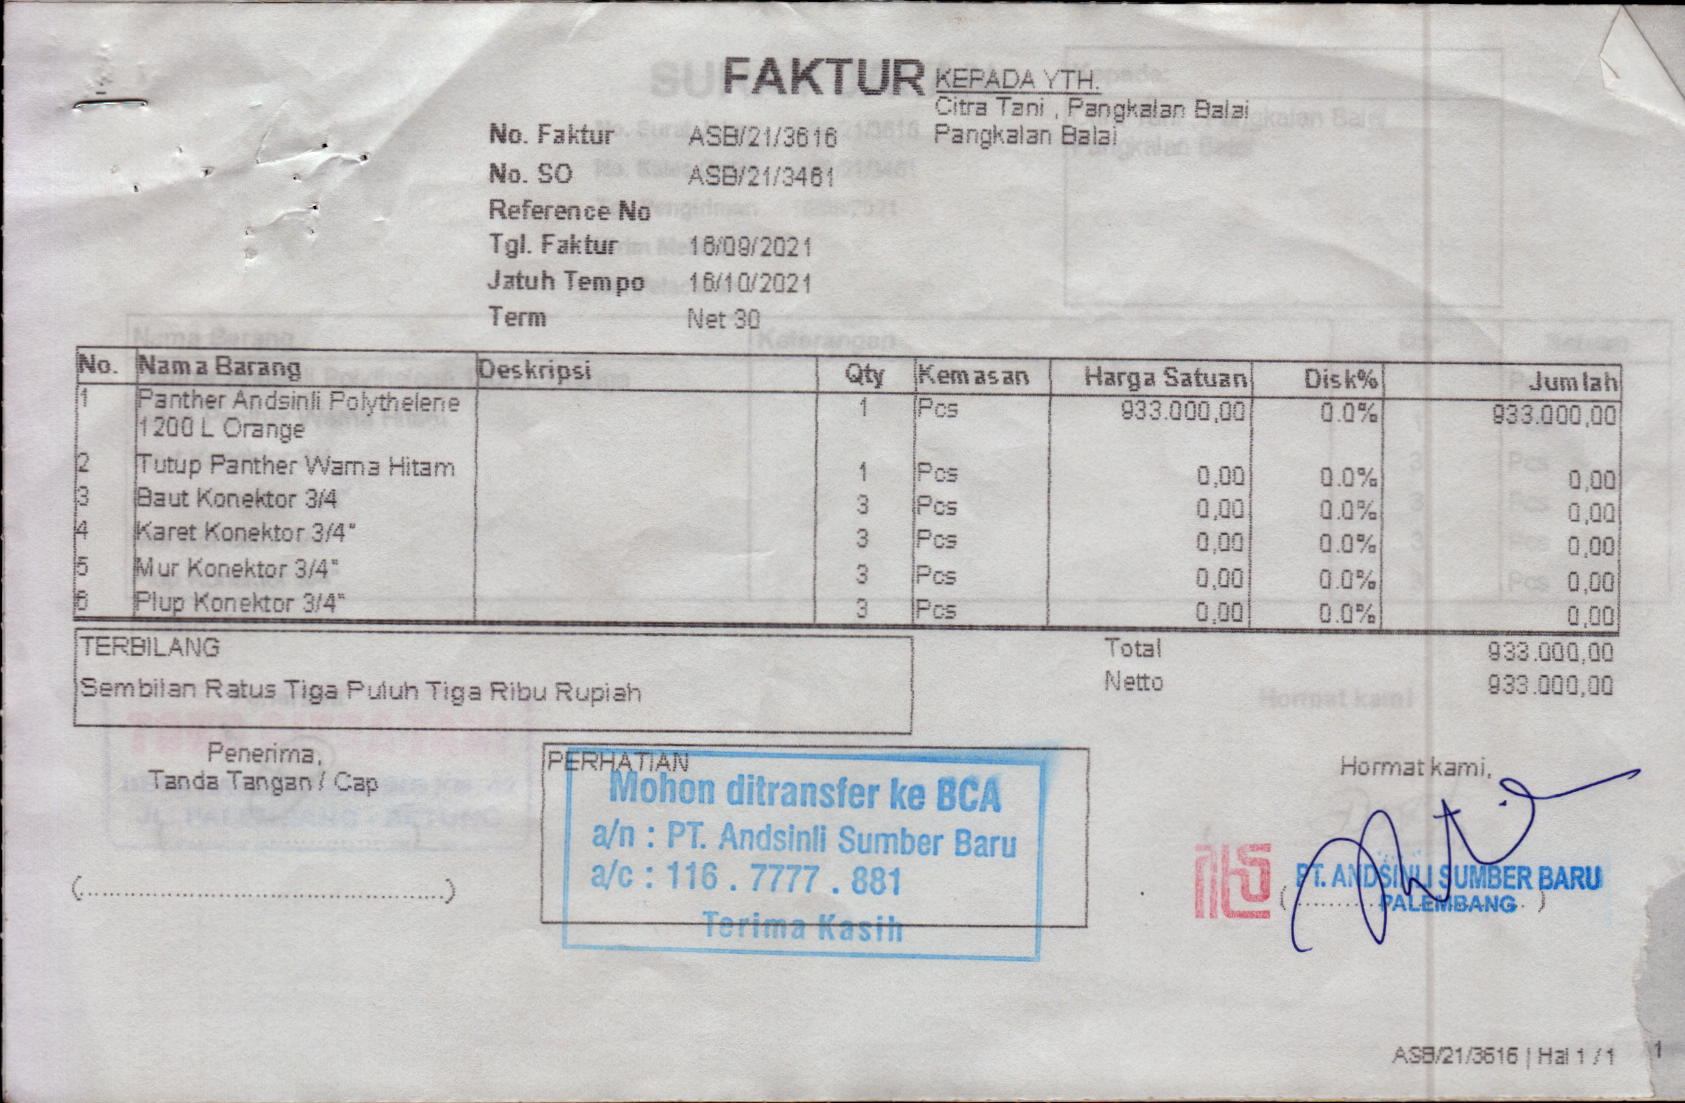 FAKTUR
KEPADA YTH.
Citra Tani , Pangkalan Balai
Pangkalan Balai
No. Faktur ASB/21/3616
No. SO ASB/21/3461
Reference No
Tgl. Faktur 16/09/2021
Jatuh Tempo 16/10/2021
Term Net 30
No. Nama Barang Deskripsi Qty Kemasan Harga Satuan Disk% Jumlah
1 Panther Andsinli Polythelene 1 Pcs 933.000,00 0.0% 933.000,00
1200 L Orange
2 Tutup Panther Warna Hitam 1 Pcs 0,00 0.0% 0,00
3 Baut Konektor 3/4 3 Pcs 0,00 0.0% 0,00
4 Karet Konektor 3/4" 3 Pcs 0,00 0.0% 0,00
5 Mur Konektor 3/4" 3 Pcs 0,00 0.0% 0,00
6 Plup Konektor 3/4" 3 Pcs 0,00 0.0% 0,00
TERBILANG
Sembilan Ratus Tiga Puluh Tiga Ribu Rupiah
Total 933.000,00
Netto 933.000,00
Penerima,
Tanda Tangan / Cap
(............................................)
PERHATIAN
Mohon ditransfer ke BCA
a/n : PT. Andsinli Sumber Baru
a/c : 116 . 7777 . 881
Terima Kasih
Hormat kami,
PT. ANDSINLI SUMBER BARU
PALEMBANG
ASB/21/3616 | Hal 1 / 1
1